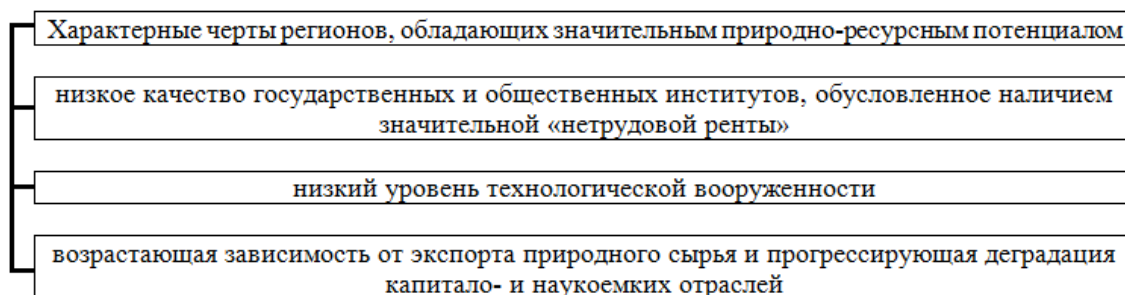 Характерные черты регионов, обладающих значительным природно-ресурсным потенциалом
низкое качество государственных и общественных институтов, обусловленное наличием
значительной «нетрудовой ренты»
низкий уровень технологической вооруженности
возрастающая зависимость от экспорта природного сырья и прогрессирующая деградация
капитало- и наукоемких отраслей